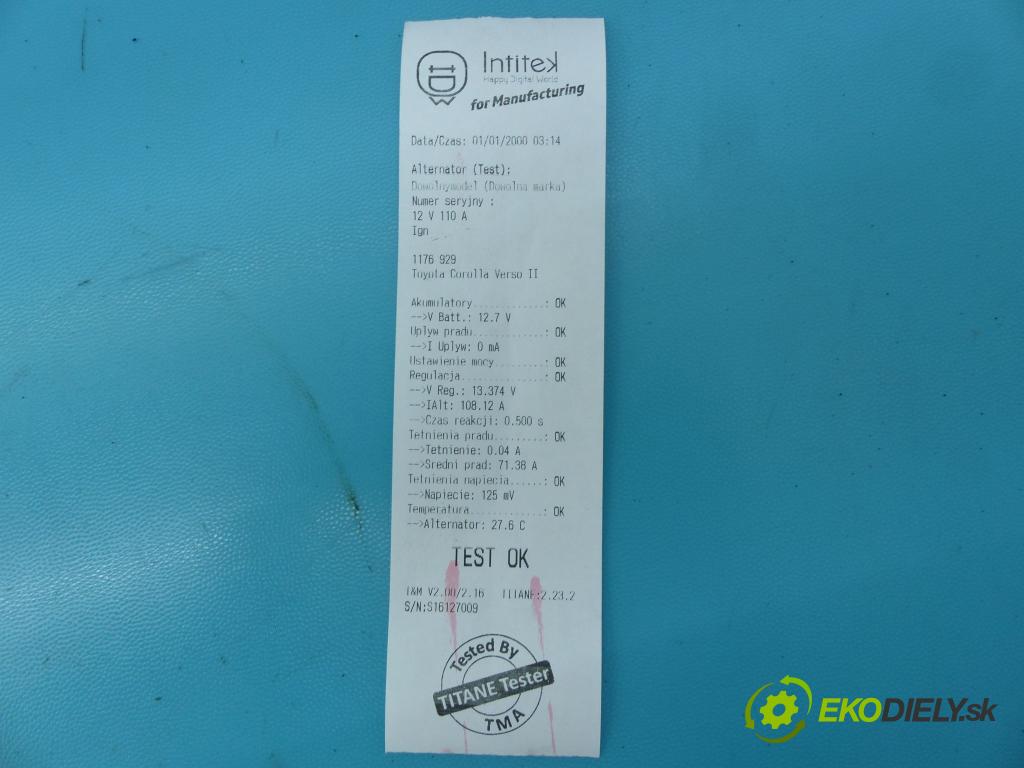 Intitek
Happy Digital World
for Manufacturing
Data/Czas: 01/01/2000 03:14
Alternator (Test):
Dowolnymodel (Dowolna marka)
Numer seryjny :
12 V 110 A
Ign
1176 929
Toyota Corolla Verso II
Akumulatory............: OK
-->V Batt.: 12.7 V
Uplyw pradu............: OK
-->I Uplyw: 0 mA
Ustawienie mocy........: OK
Regulacja..............: OK
-->V Reg.: 13.374 V
-->IAlt: 108.12 A
-->Czas reakcji: 0.500 s
Tetnienia pradu........: OK
-->Tetnienie: 0.04 A
-->Sredni prad: 71.38 A
Tetnienia napiecia.....: OK
-->Napiecie: 125 mV
Temperatura............: OK
-->Alternator: 27.6 C
TEST OK
T&M V2.00/2.16 TITANE:2.23.2
S/N:S16127009
Tested By
TITANE Tester
TMA
EKODIELY.sk